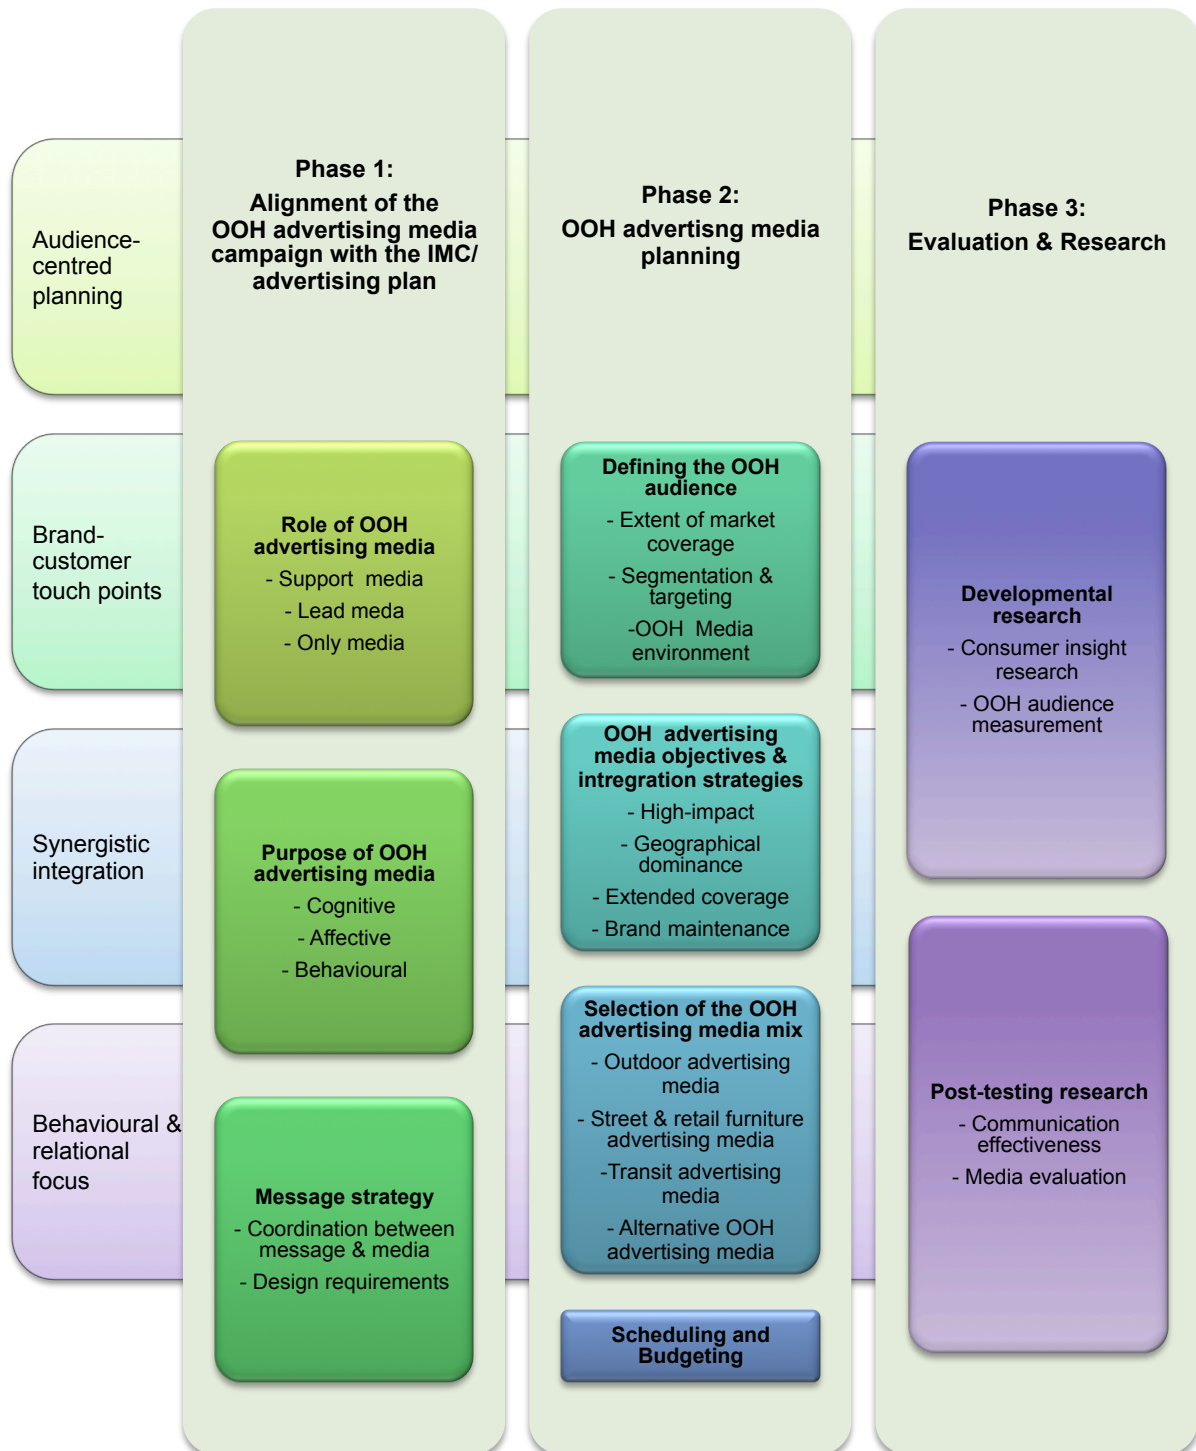 Audience-
centred
planning
Brand-
customer
touch points
Synergistic
integration
Behavioural &
relational
focus
Phase 1:
Alignment of the
OOH advertising media
campaign with the IMC/
advertising plan
Role of OOH
advertising media
- Support  media
- Lead meda
- Only media
Purpose of OOH
advertising media
- Cognitive
- Affective
- Behavioural
Message strategy
- Coordination between
message & media
- Design requirements
Phase 2:
OOH advertisng media
planning
Defining the OOH
audience
- Extent of market
coverage
- Segmentation &
targeting
-OOH  Media
environment
OOH  advertising
media objectives &
intregration strategies
- High-impact
- Geographical
dominance
- Extended coverage
- Brand maintenance
Selection of the OOH
advertising media mix
- Outdoor advertising
media
- Street & retail furniture
advertising media
-Transit advertising
media
- Alternative OOH
advertising media
Scheduling and
Budgeting
Phase 3:
Evaluation & Research
Developmental
research
- Consumer insight
research
- OOH audience
measurement
Post-testing research
- Communication
effectiveness
- Media evaluation